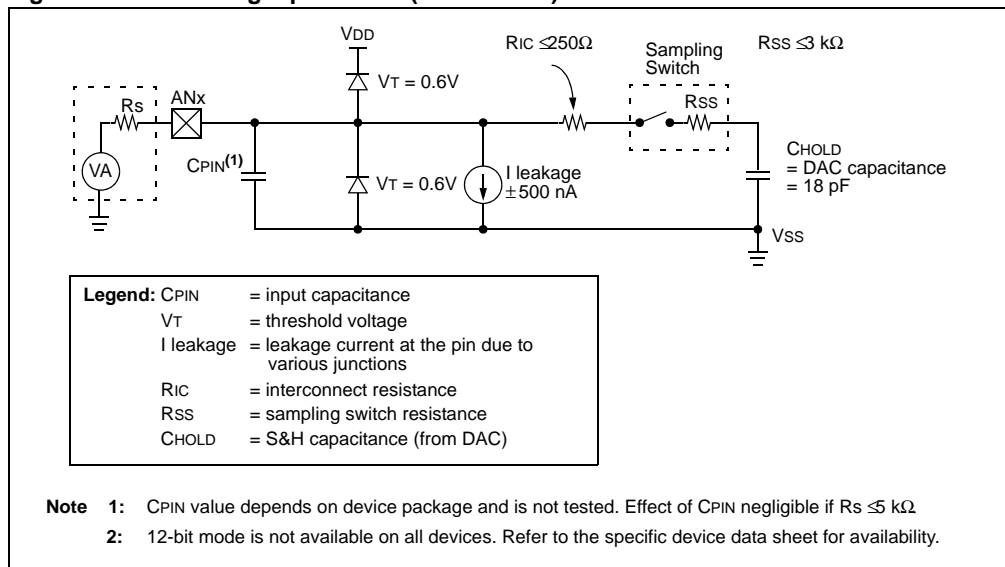 VDD
RIC ≤250Ω
Sampling
Switch
RSS ≤3 kΩ
VT = 0.6V
Rs
ANx
RSS
VA
CPIN(1)
VT = 0.6V
I leakage
±500 nA
CHOLD
= DAC capacitance
= 18 pF
VSS
Legend: CPIN = input capacitance
VT = threshold voltage
I leakage = leakage current at the pin due to
various junctions
RIC = interconnect resistance
RSS = sampling switch resistance
CHOLD = S&H capacitance (from DAC)
Note 1: CPIN value depends on device package and is not tested. Effect of CPIN negligible if Rs ≤5 kΩ
2: 12-bit mode is not available on all devices. Refer to the specific device data sheet for availability.